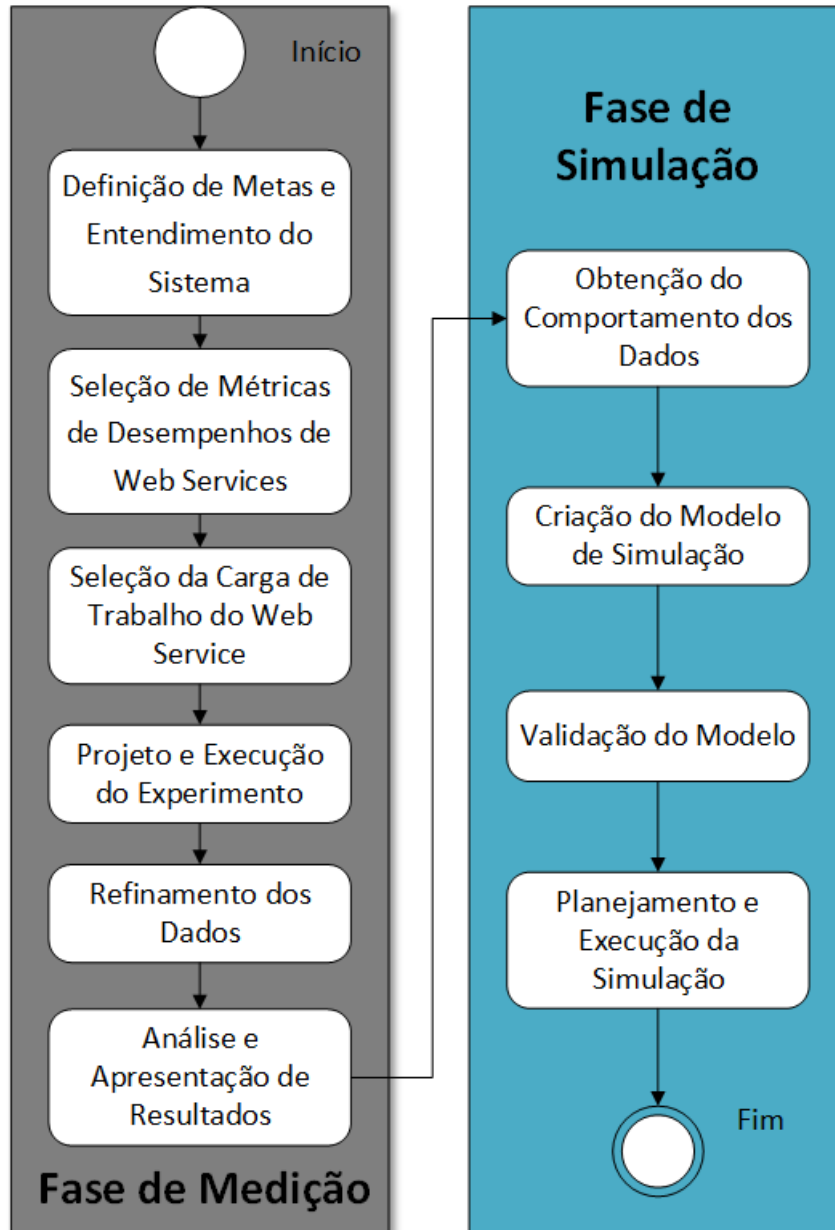 Início
Definição de Metas e
Entendimento do
Sistema
Seleção de Métricas
de Desempenhos de
Web Services
Seleção da Carga de
Trabalho do Web
Service
Projeto e Execução
do Experimento
Refinamento dos
Dados
Análise e
Apresentação de
Resultados
Fase de Medição
Fase de
Simulação
Obtenção do
Comportamento dos
Dados
Criação do Modelo
de Simulação
Validação do Modelo
Planejamento e
Execução da
Simulação
Fim